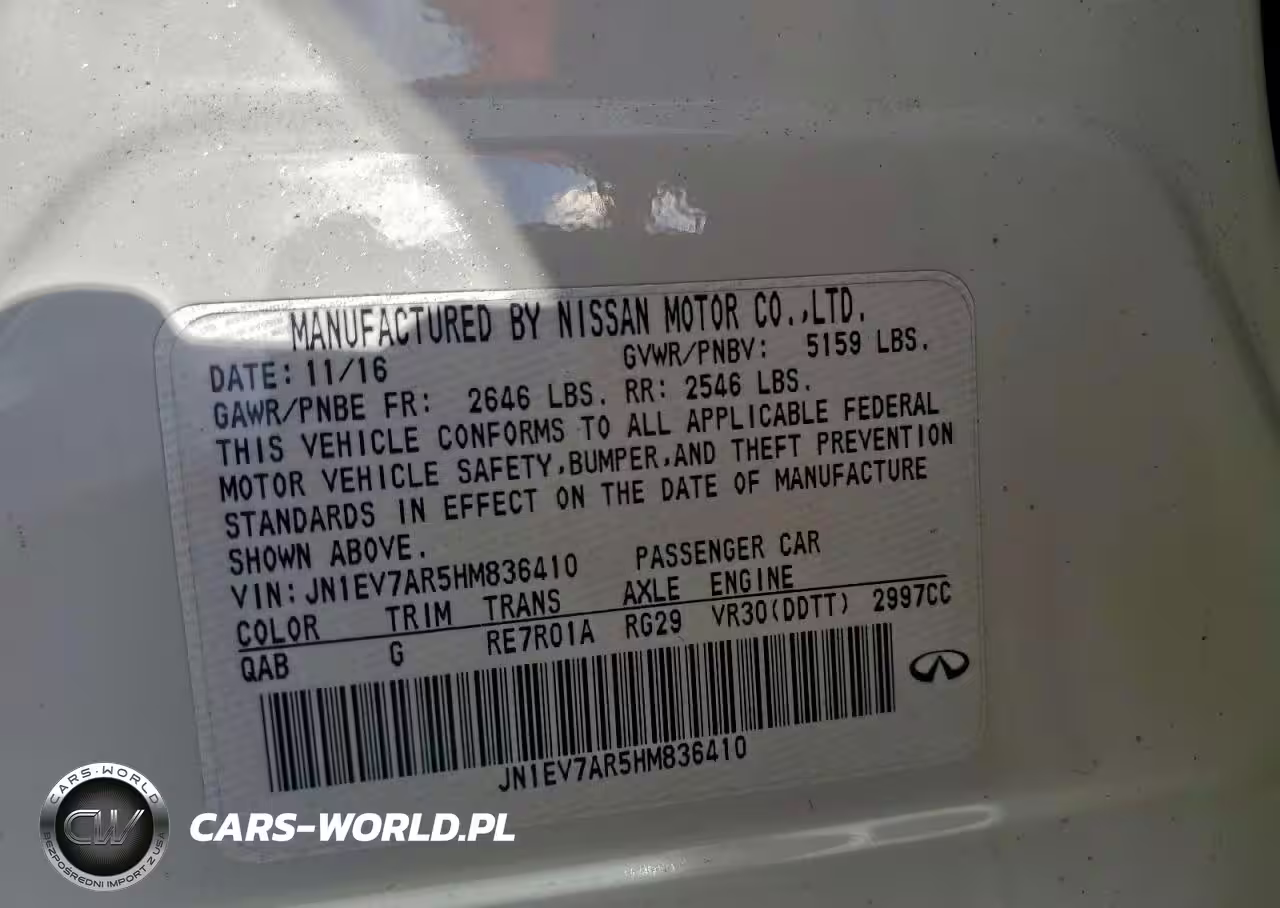 MANUFACTURED BY NISSAN MOTOR CO.,LTD.
DATE: 11/16 GVWR/PNBV: 5159 LBS.
GAWR/PNBE FR: 2646 LBS. RR: 2546 LBS.
THIS VEHICLE CONFORMS TO ALL APPLICABLE FEDERAL
MOTOR VEHICLE SAFETY,BUMPER,AND THEFT PREVENTION
STANDARDS IN EFFECT ON THE DATE OF MANUFACTURE
SHOWN ABOVE.
VIN: JN1EV7AR5HM836410 PASSENGER CAR
COLOR TRIM TRANS AXLE ENGINE
QAB G RE7R01A RG29 VR30(DDTT) 2997CC
JN1EV7AR5HM836410
CARS-WORLD
CW
BEZPOŚREDNI IMPORT Z USA
CARS-WORLD.PL